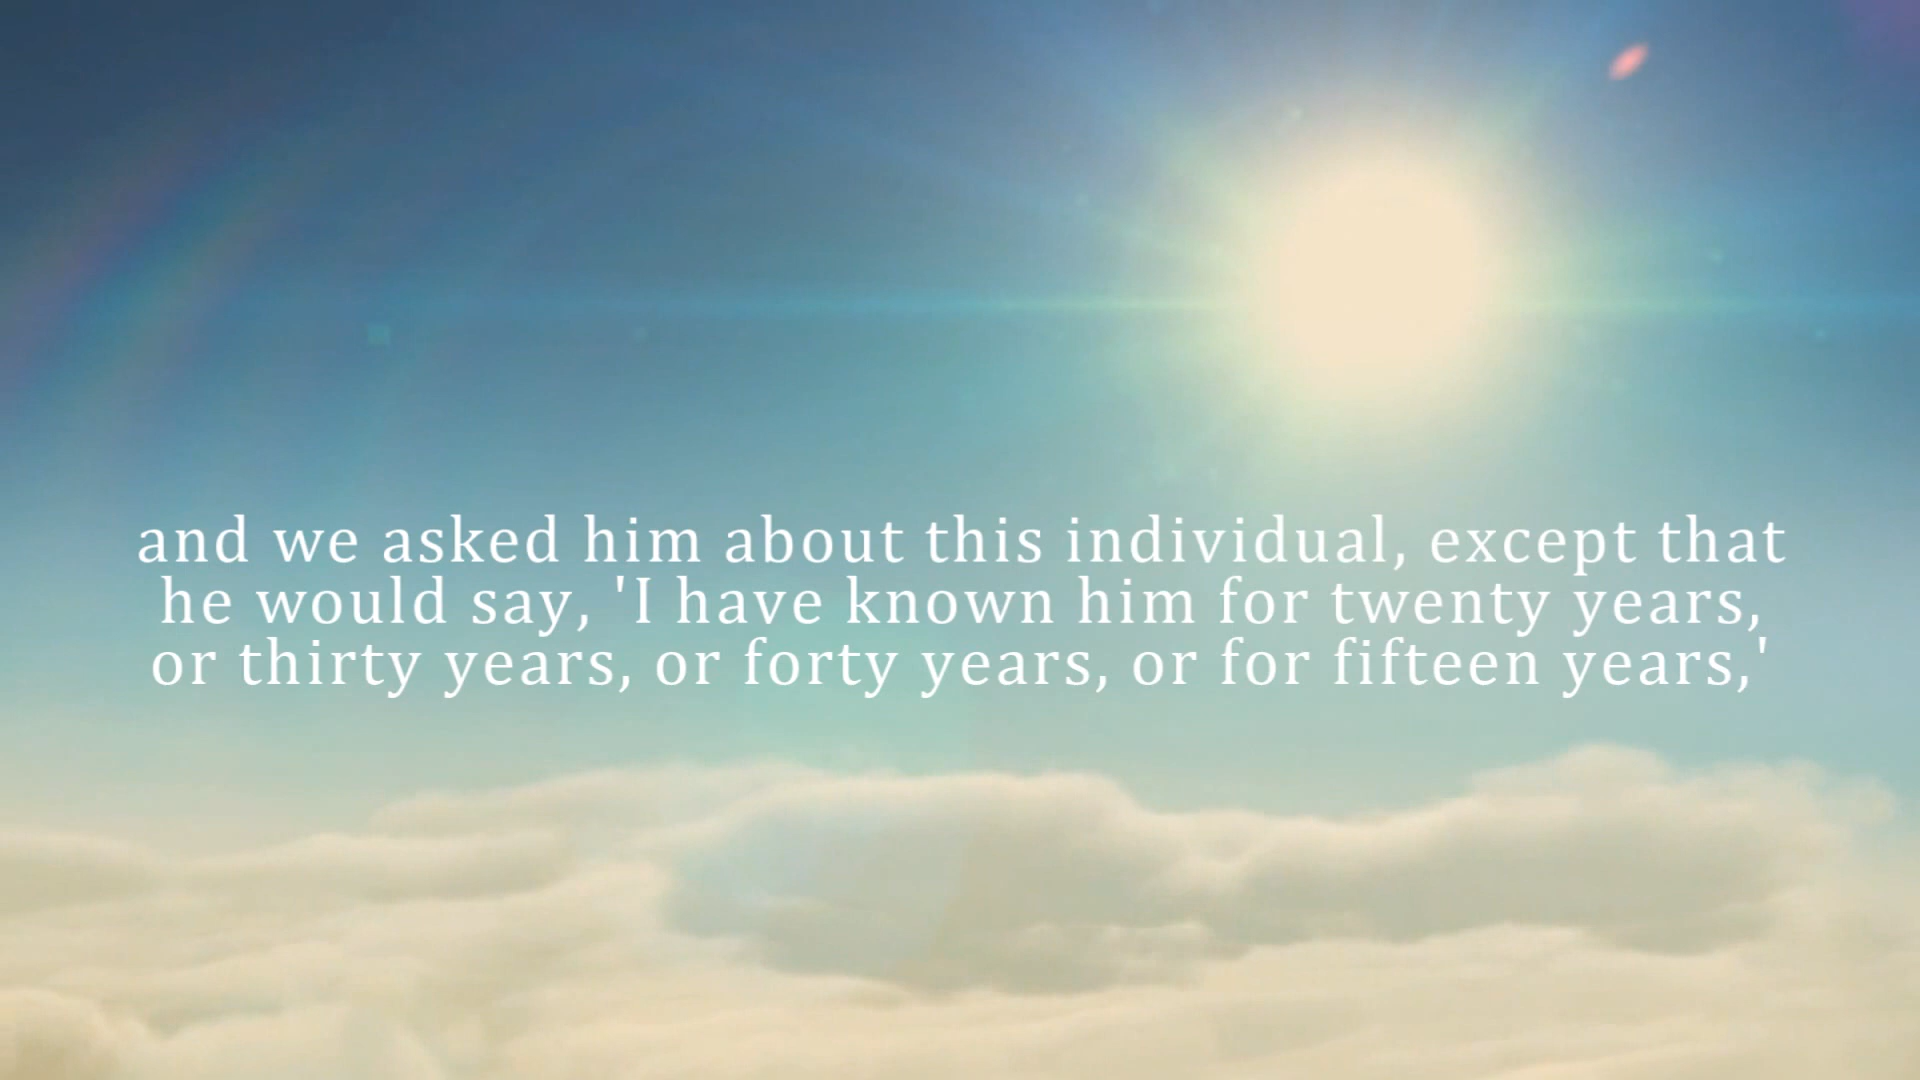 and we asked him about this individual, except that
he would say, 'I have known him for twenty years,
or thirty years, or forty years, or for fifteen years,'